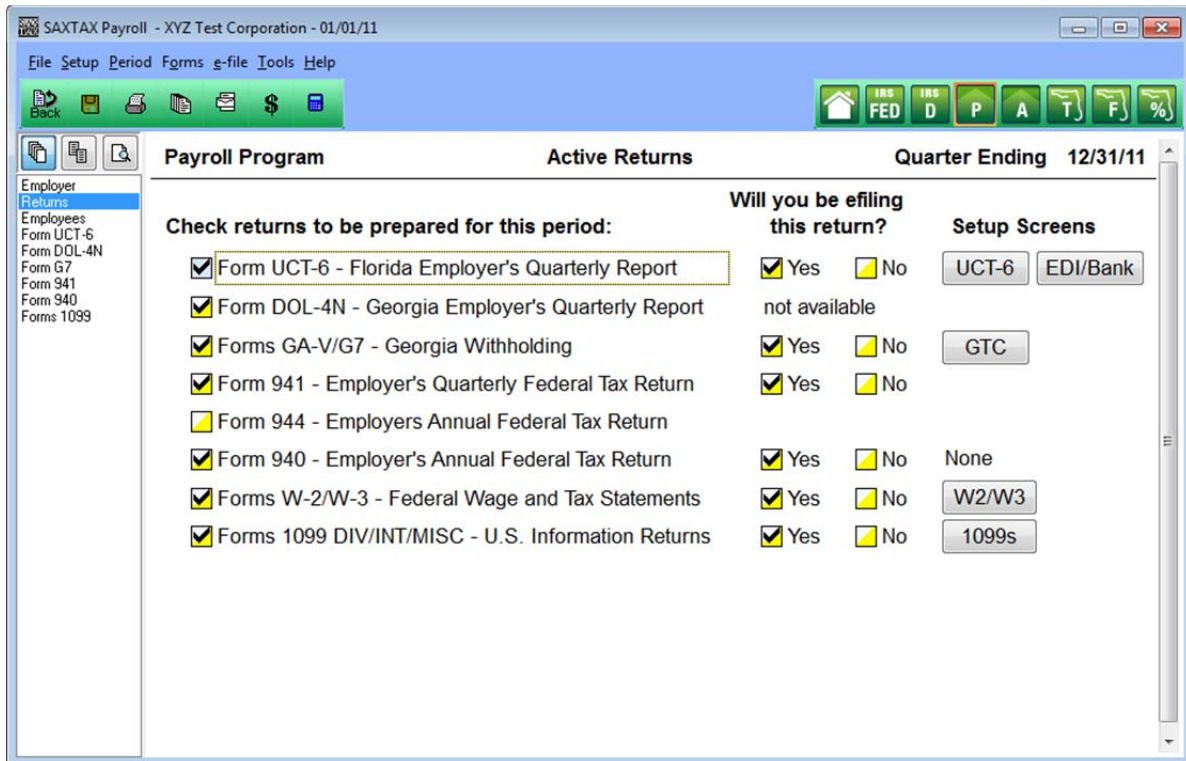 SAXTAX Payroll - XYZ Test Corporation - 01/01/11
File Setup Period Forms e-file Tools Help
Back $ IRS FED IRS D P A T F %
Payroll Program Active Returns Quarter Ending 12/31/11
Employer
Returns
Employees
Form UCT-6
Form DOL-4N
Form G7
Form 941
Form 940
Forms 1099
Will you be efiling
Check returns to be prepared for this period: this return? Setup Screens
Form UCT-6 - Florida Employer's Quarterly Report Yes No UCT-6 EDI/Bank
Form DOL-4N - Georgia Employer's Quarterly Report not available
Forms GA-V/G7 - Georgia Withholding Yes No GTC
Form 941 - Employer's Quarterly Federal Tax Return Yes No
Form 944 - Employers Annual Federal Tax Return
Form 940 - Employer's Annual Federal Tax Return Yes No None
Forms W-2/W-3 - Federal Wage and Tax Statements Yes No W2/W3
Forms 1099 DIV/INT/MISC - U.S. Information Returns Yes No 1099s